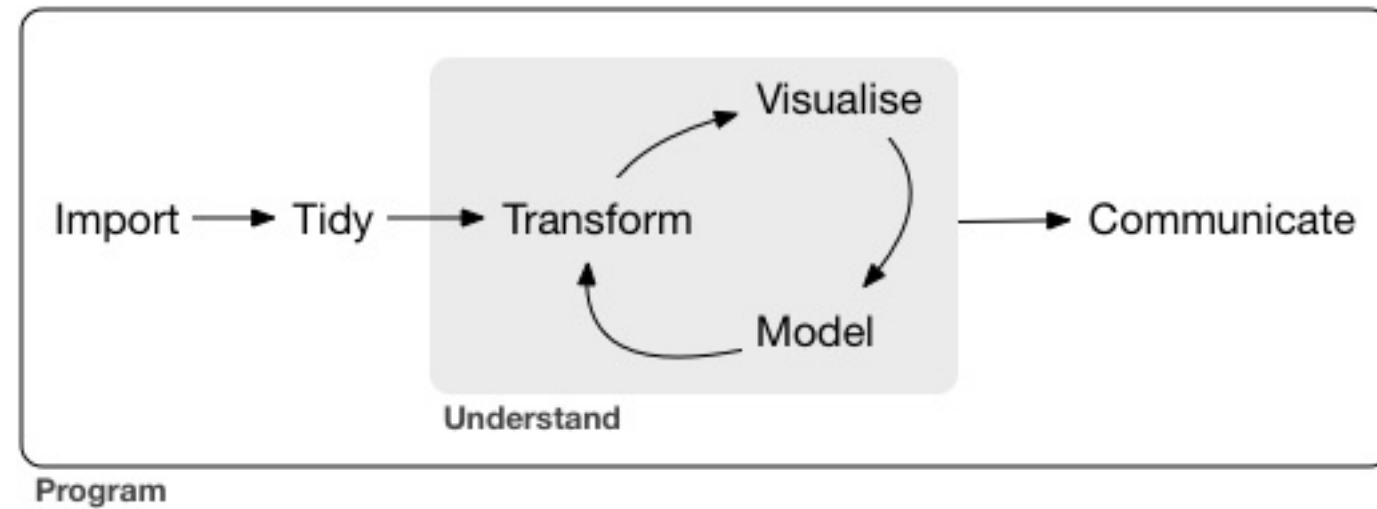 Visualise
Import
Tidy
Transform
Communicate
Model
Understand
Program